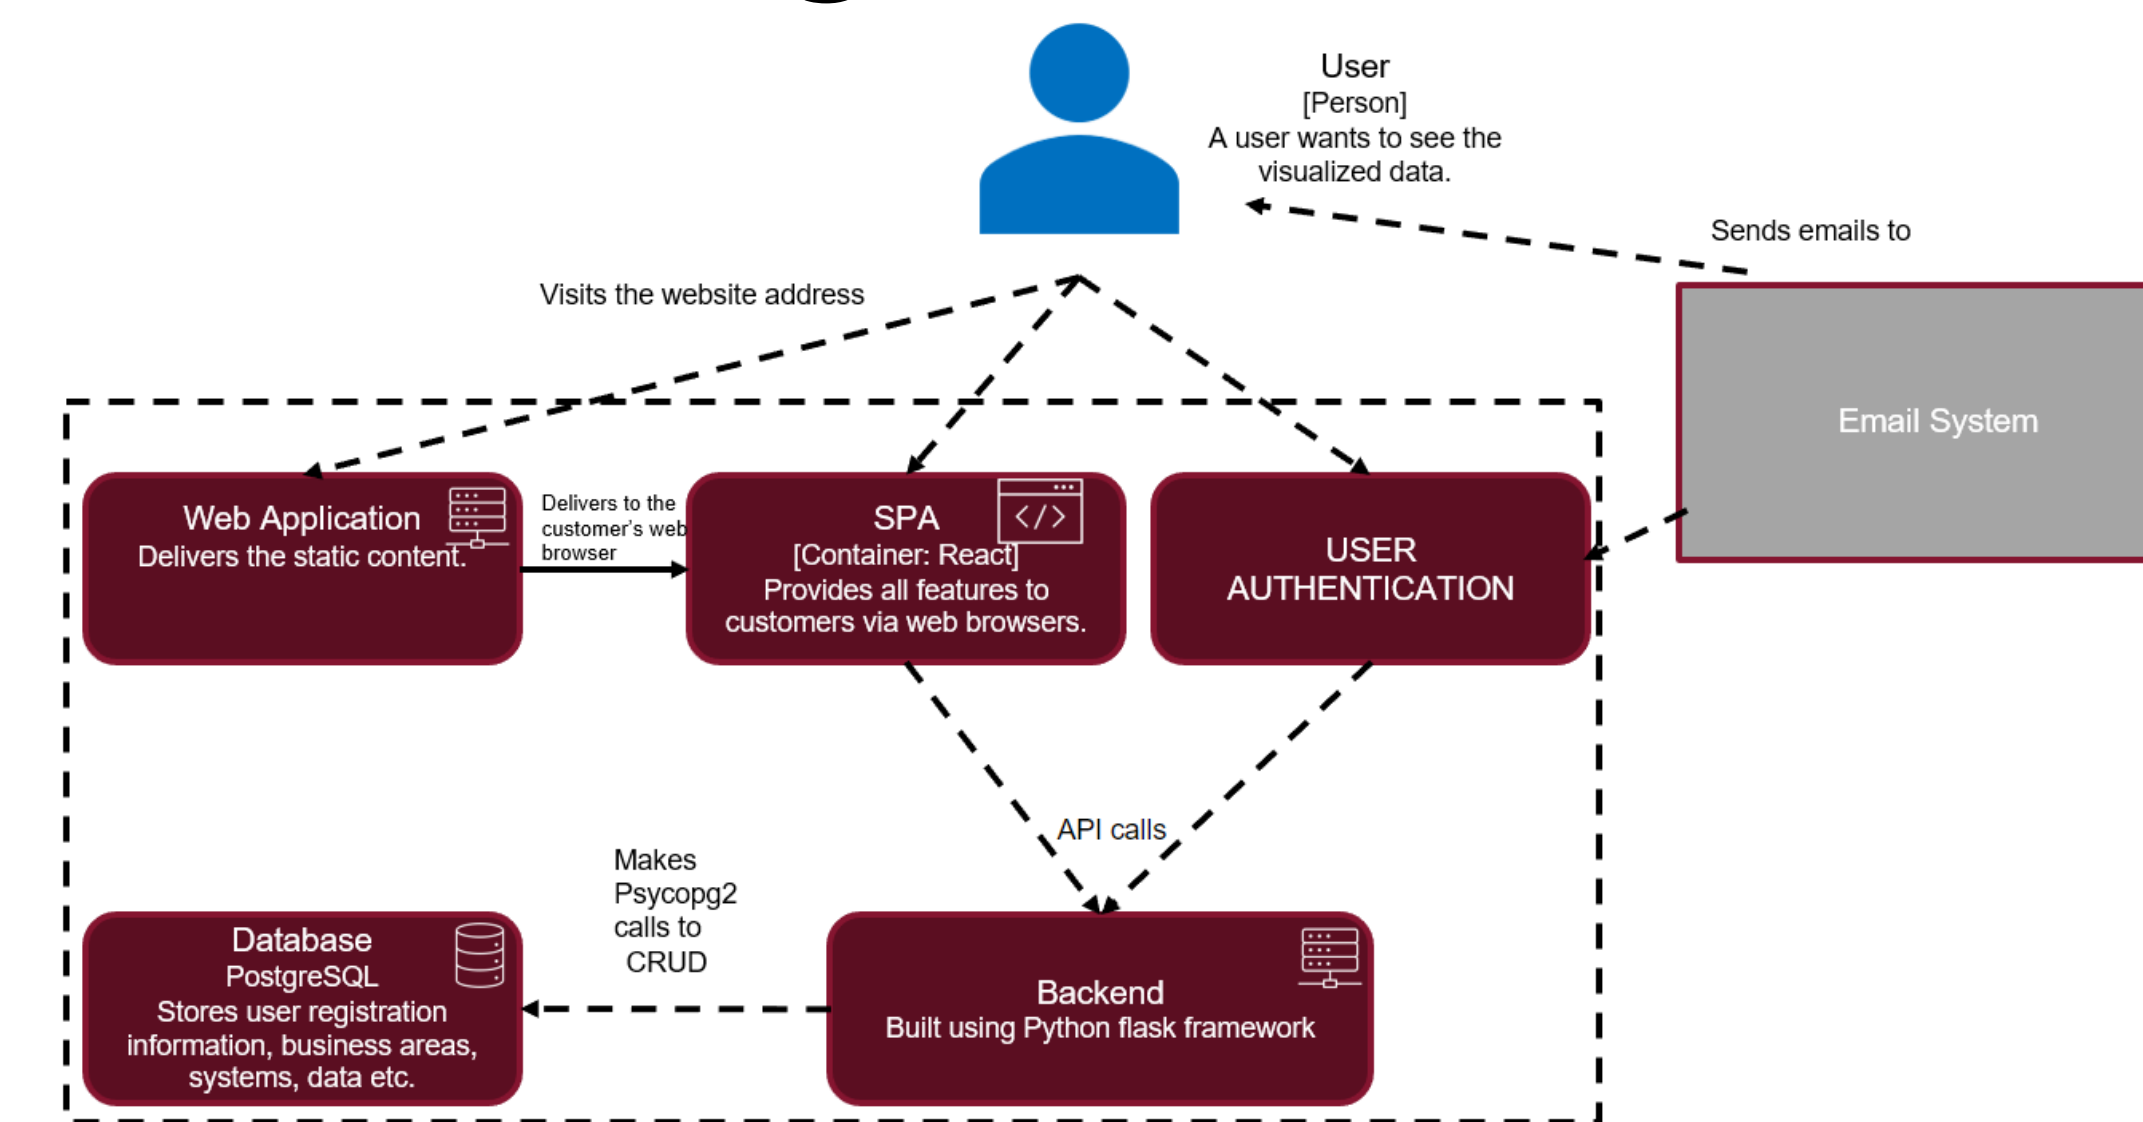 User
[Person]
A user wants to see the
visualized data.
Sends emails to
Visits the website address
Email System
Web Application
Delivers the static content.
Delivers to the
customer's web
browser
SPA
[Container: React]
Provides all features to
customers via web browsers.
</>
USER
AUTHENTICATION
API calls
Makes
Psycopg2
calls to
CRUD
Database
PostgreSQL
Stores user registration
information, business areas,
systems, data etc.
Backend
Built using Python flask framework